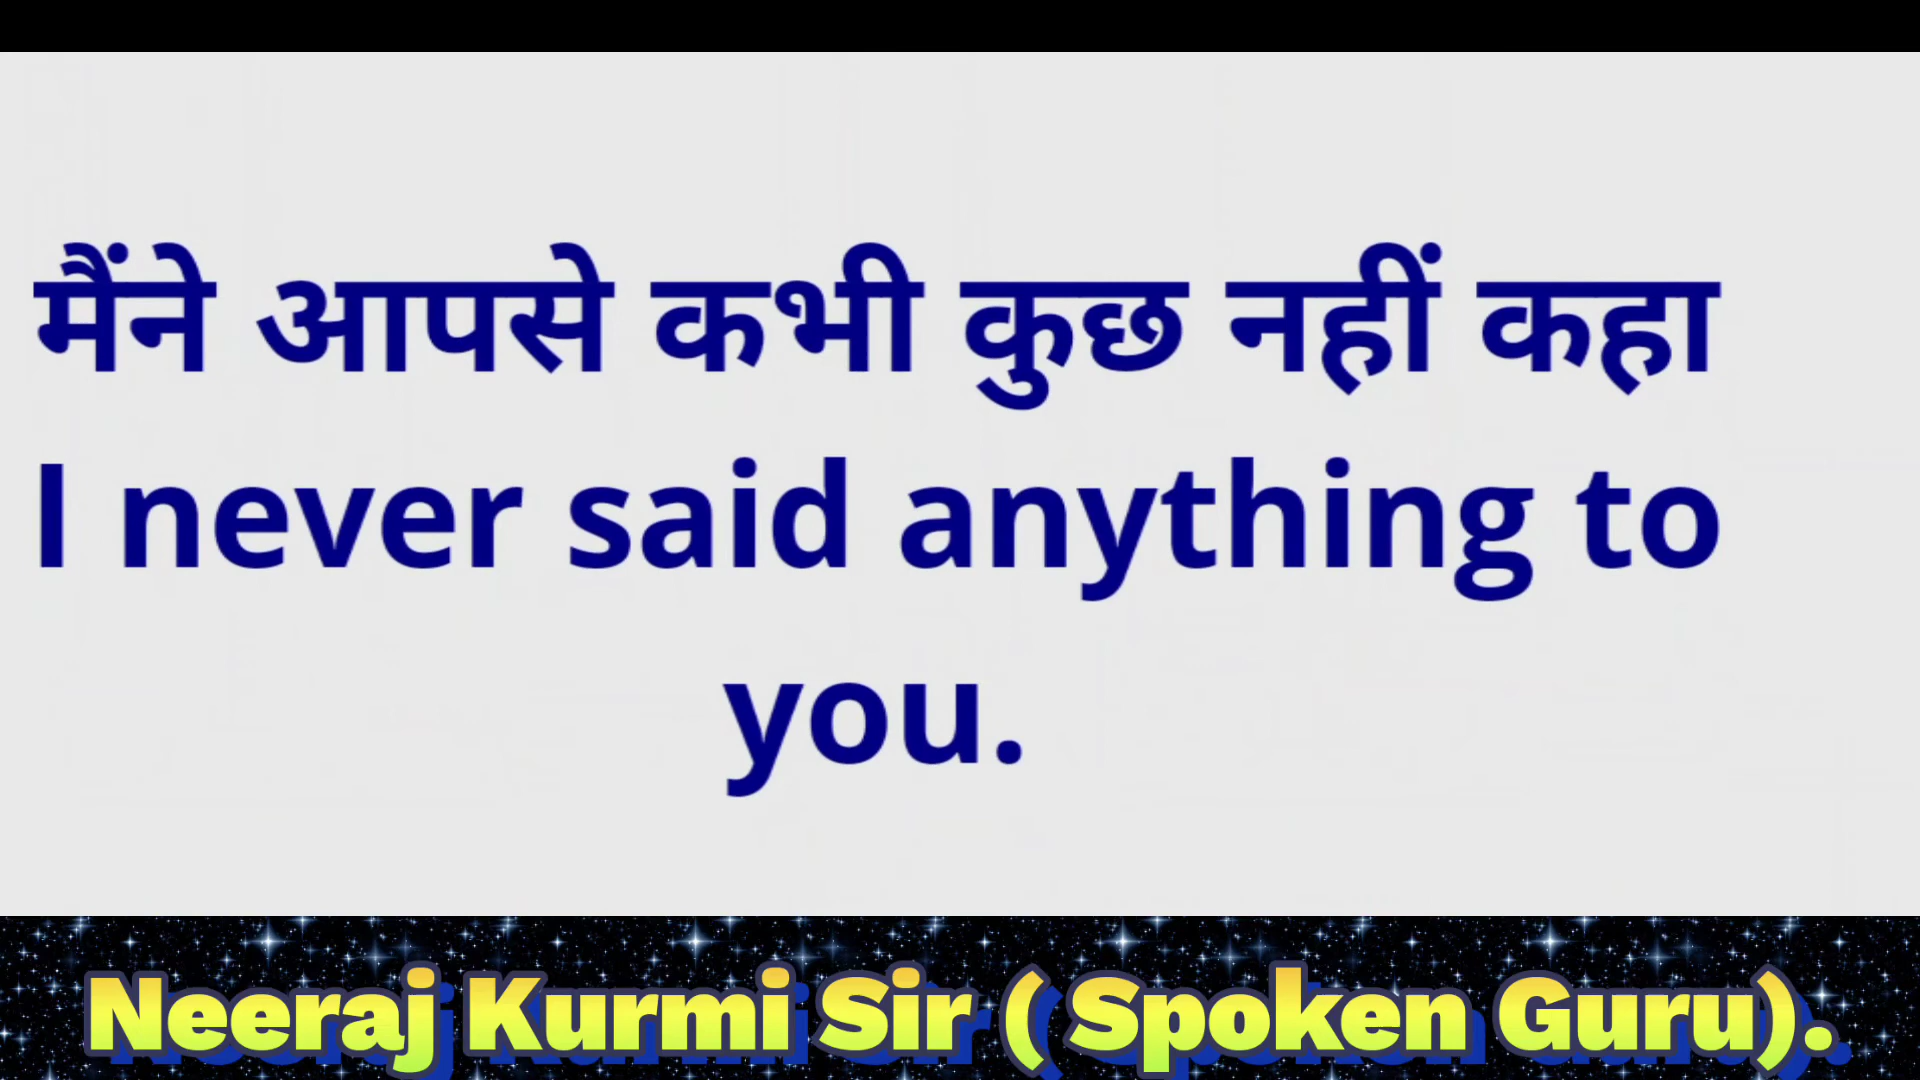 मैंने आपसे कभी कुछ नहीं कहा
I never said anything to
you.
Neeraj Kurmi Sir ( Spoken Guru).